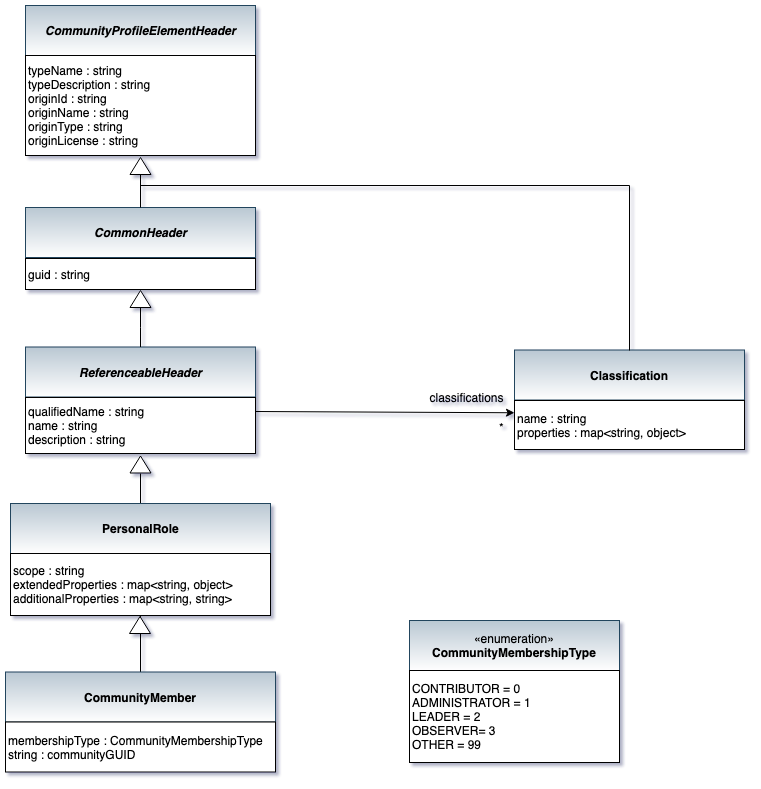 CommunityProfileElementHeader
typeName : string
typeDescription : string
originId : string
originName : string
originType : string
originLicense : string
CommonHeader
guid : string
ReferenceableHeader
qualifiedName : string
name : string
description : string
classifications
*
Classification
name : string
properties : map<string, object>
PersonalRole
scope : string
extendedProperties : map<string, object>
additionalProperties : map<string, string>
CommunityMember
membershipType : CommunityMembershipType
string : communityGUID
«enumeration»
CommunityMembershipType
CONTRIBUTOR = 0
ADMINISTRATOR = 1
LEADER = 2
OBSERVER= 3
OTHER = 99